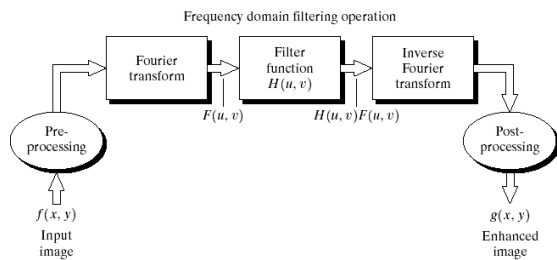 Frequency domain filtering operation
Fourier
transform
Filter
function
H(u, v)
Inverse
Fourier
transform
F(u, v)
H(u, v)F(u, v)
Pre-
processing
Post-
processing
f(x, y)
Input
image
g(x, y)
Enhanced
image